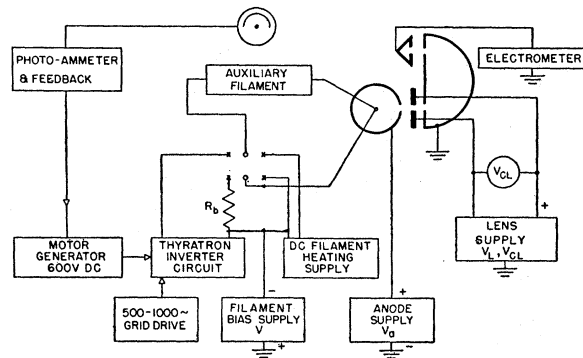 PHOTO-AMMETER
& FEEDBACK
AUXILIARY
FILAMENT
ELECTROMETER
V_CL
+
R_b
LENS
SUPPLY
V_L, V_CL
MOTOR
GENERATOR
600V DC
THYRATRON
INVERTER
CIRCUIT
DC FILAMENT
HEATING
SUPPLY
-
+
500-1000~
GRID DRIVE
FILAMENT
BIAS SUPPLY
V
+
ANODE
SUPPLY
V_a
-